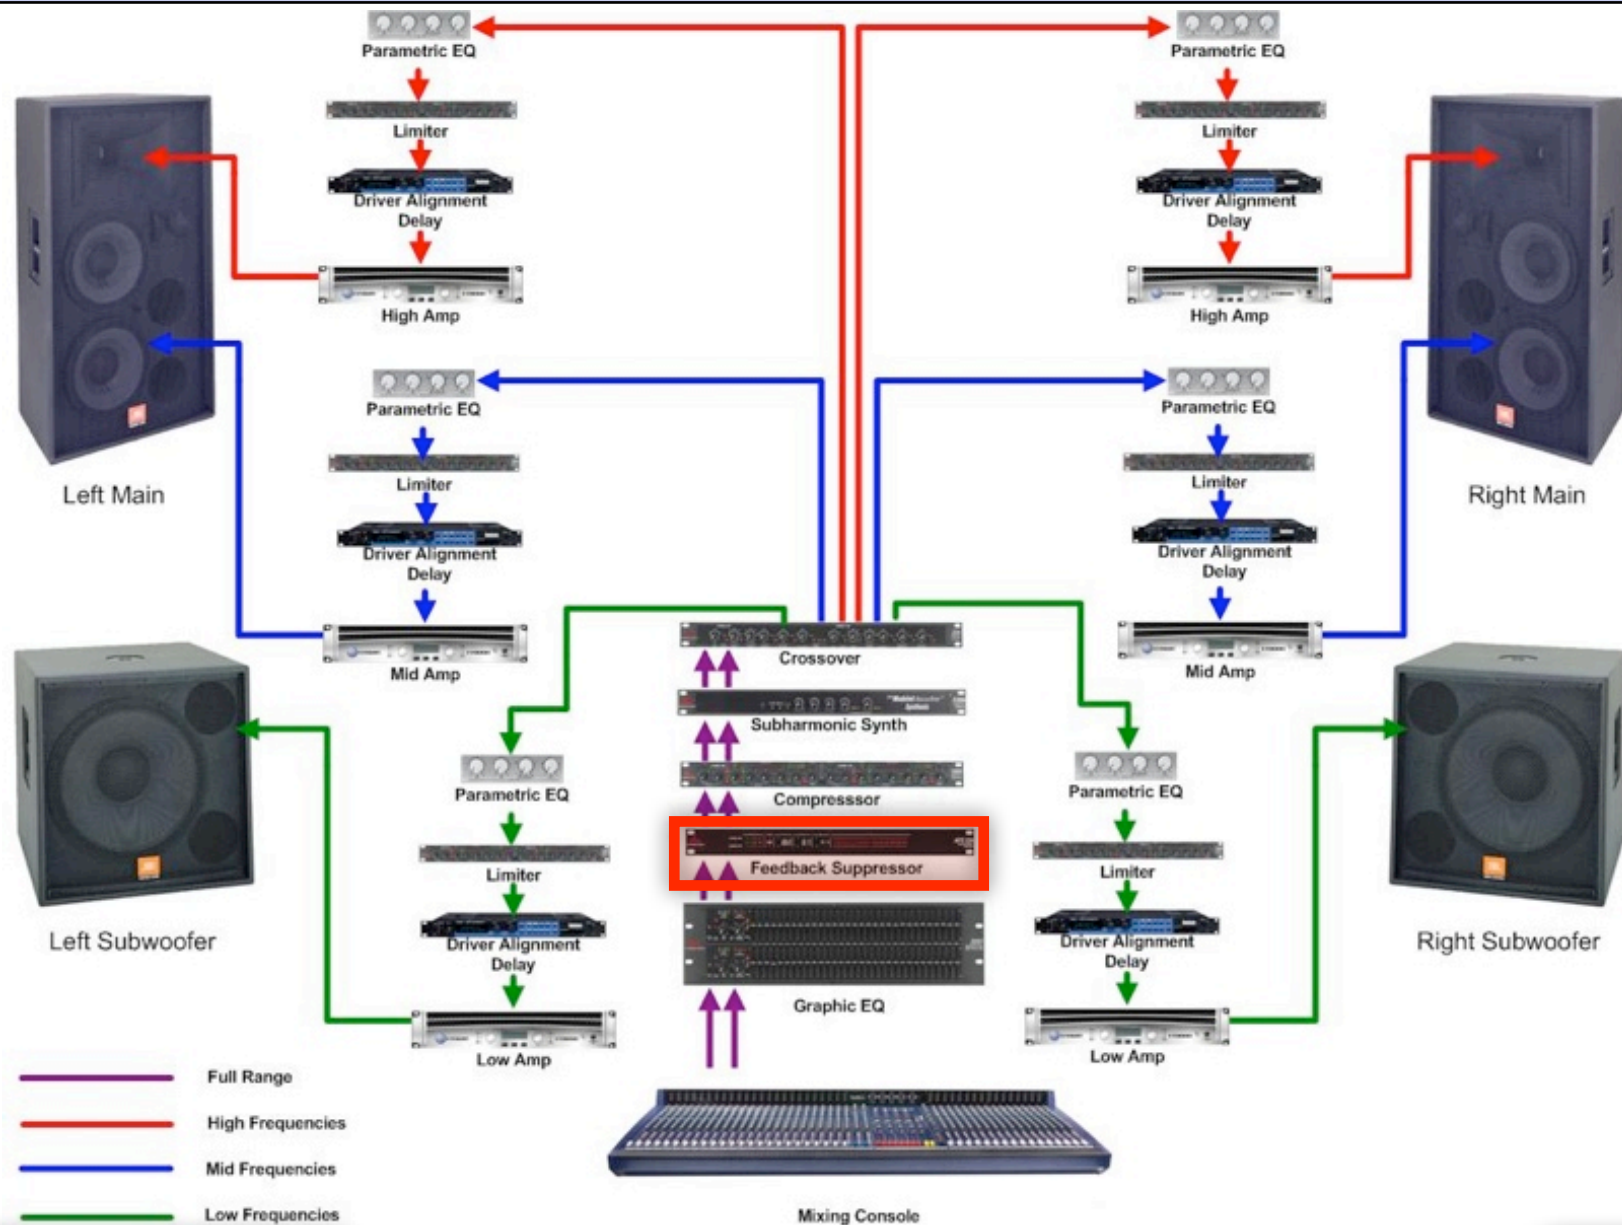 Parametric EQ
Parametric EQ
Limiter
Limiter
Driver Alignment
Delay
Driver Alignment
Delay
High Amp
High Amp
Parametric EQ
Parametric EQ
Limiter
Limiter
Left Main
Right Main
Driver Alignment
Delay
Driver Alignment
Delay
Mid Amp
Mid Amp
Crossover
Subharmonic Synth
Parametric EQ
Parametric EQ
Compresssor
Feedback Suppressor
Limiter
Limiter
Left Subwoofer
Right Subwoofer
Driver Alignment
Delay
Driver Alignment
Delay
Graphic EQ
Low Amp
Low Amp
Full Range
High Frequencies
Mid Frequencies
Low Frequencies
Mixing Console